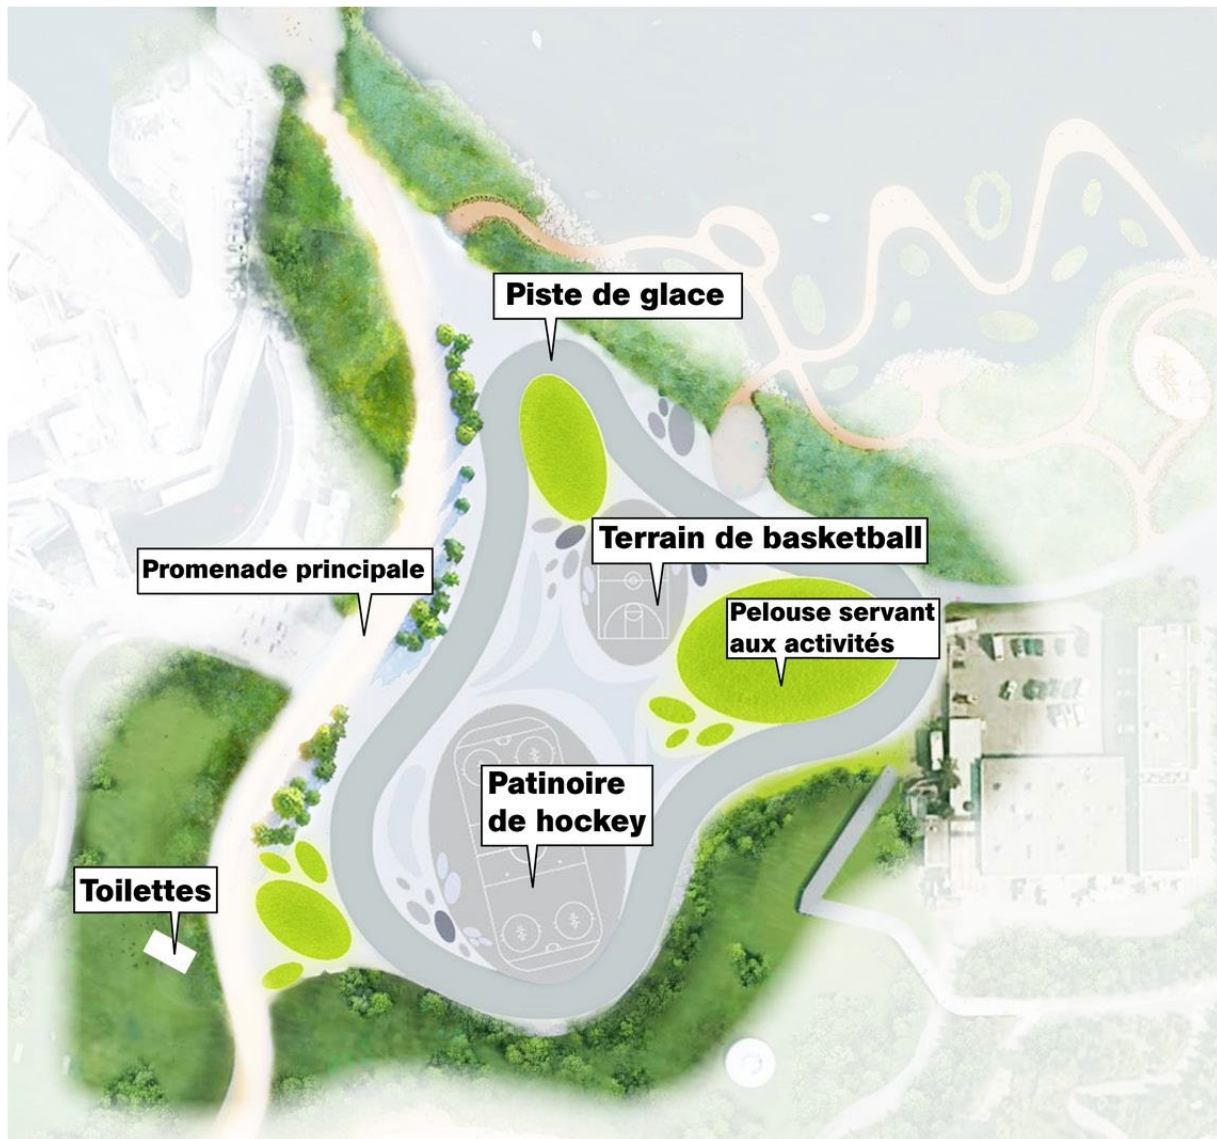 Piste de glace
Terrain de basketball
Promenade principale
Pelouse servant
aux activités
Patinoire
de hockey
Toilettes